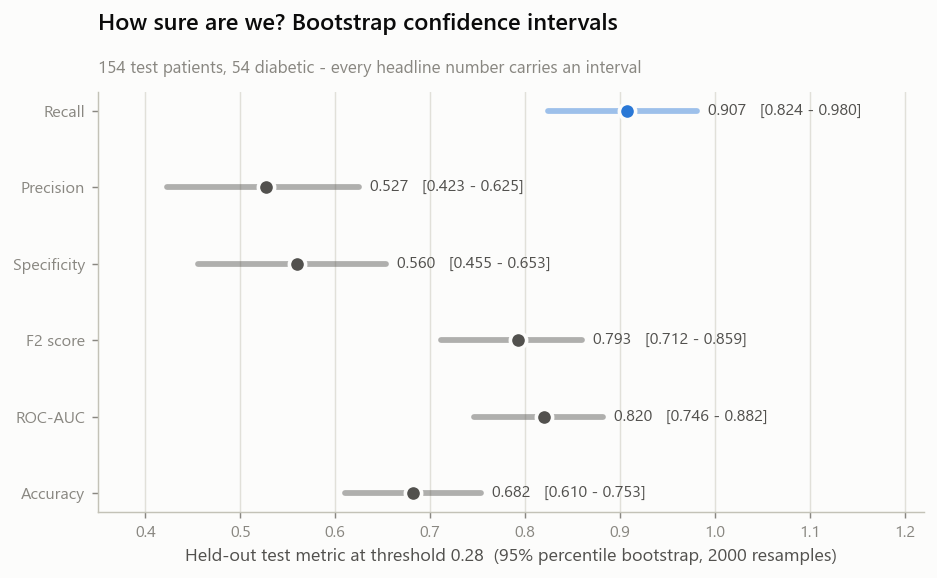 How sure are we? Bootstrap confidence intervals
154 test patients, 54 diabetic - every headline number carries an interval
Recall 0.907 [0.824 - 0.980]
Precision 0.527 [0.423 - 0.625]
Specificity 0.560 [0.455 - 0.653]
F2 score 0.793 [0.712 - 0.859]
ROC-AUC 0.820 [0.746 - 0.882]
Accuracy 0.682 [0.610 - 0.753]
0.4 0.5 0.6 0.7 0.8 0.9 1.0 1.1 1.2
Held-out test metric at threshold 0.28 (95% percentile bootstrap, 2000 resamples)